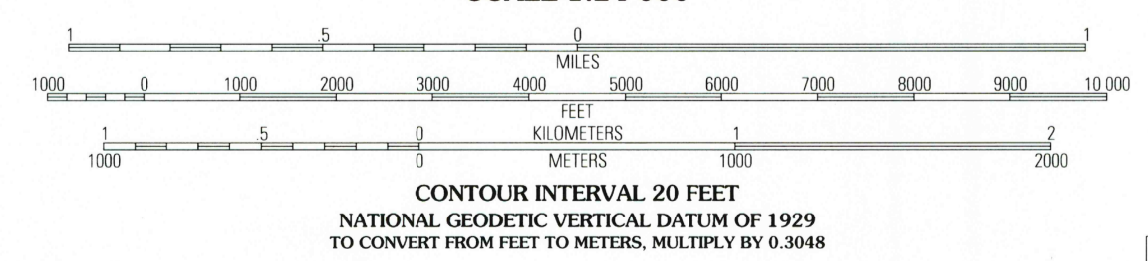 1 .5 0 1
MILES
1000 0 1000 2000 3000 4000 5000 6000 7000 8000 9000 10 000
FEET
1 .5 0 KILOMETERS 1 2
1000 0 METERS 1000 2000
CONTOUR INTERVAL 20 FEET
NATIONAL GEODETIC VERTICAL DATUM OF 1929
TO CONVERT FROM FEET TO METERS, MULTIPLY BY 0.3048